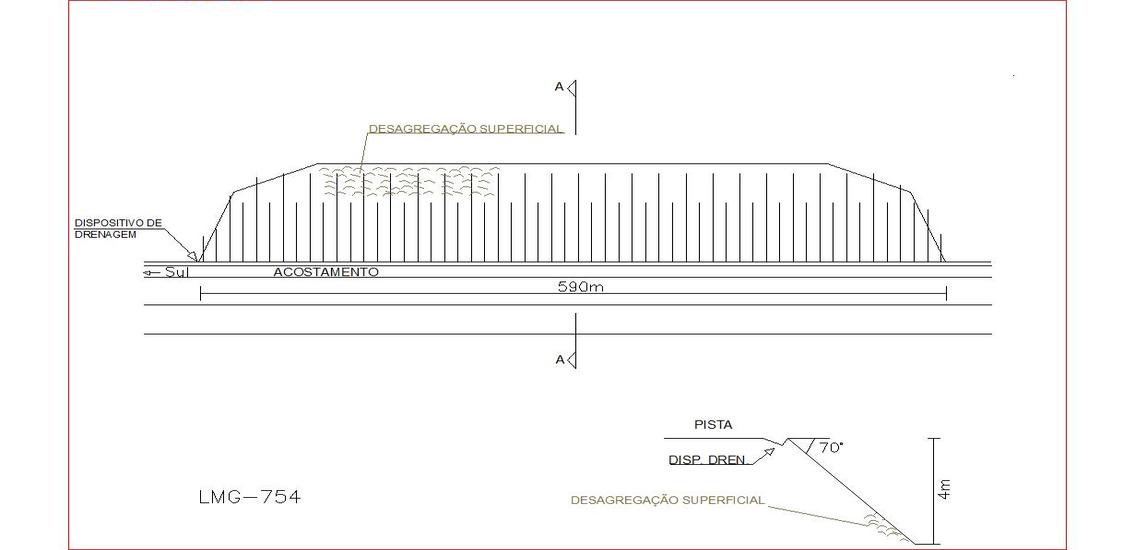 A
DESAGREGAÇÃO SUPERFICIAL
DISPOSITIVO DE
DRENAGEM
Sul
ACOSTAMENTO
590m
A
PISTA
70°
DISP. DREN.
4m
LMG-754
DESAGREGAÇÃO SUPERFICIAL